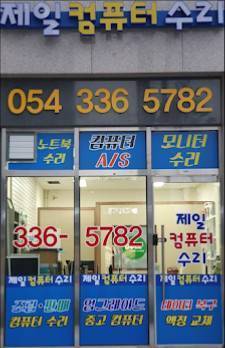 제일 컴퓨터 수리
054 336 5782
노트북
수리
컴퓨터
A/S
모니터
수리
336- 5782
제일
컴퓨터
수리
제일 컴퓨터 수리
제일 컴퓨터 수리
제일 컴퓨터 수리
조립·판매
컴퓨터 수리
업그레이드
중고 컴퓨터
데이터 복구
액정 교체